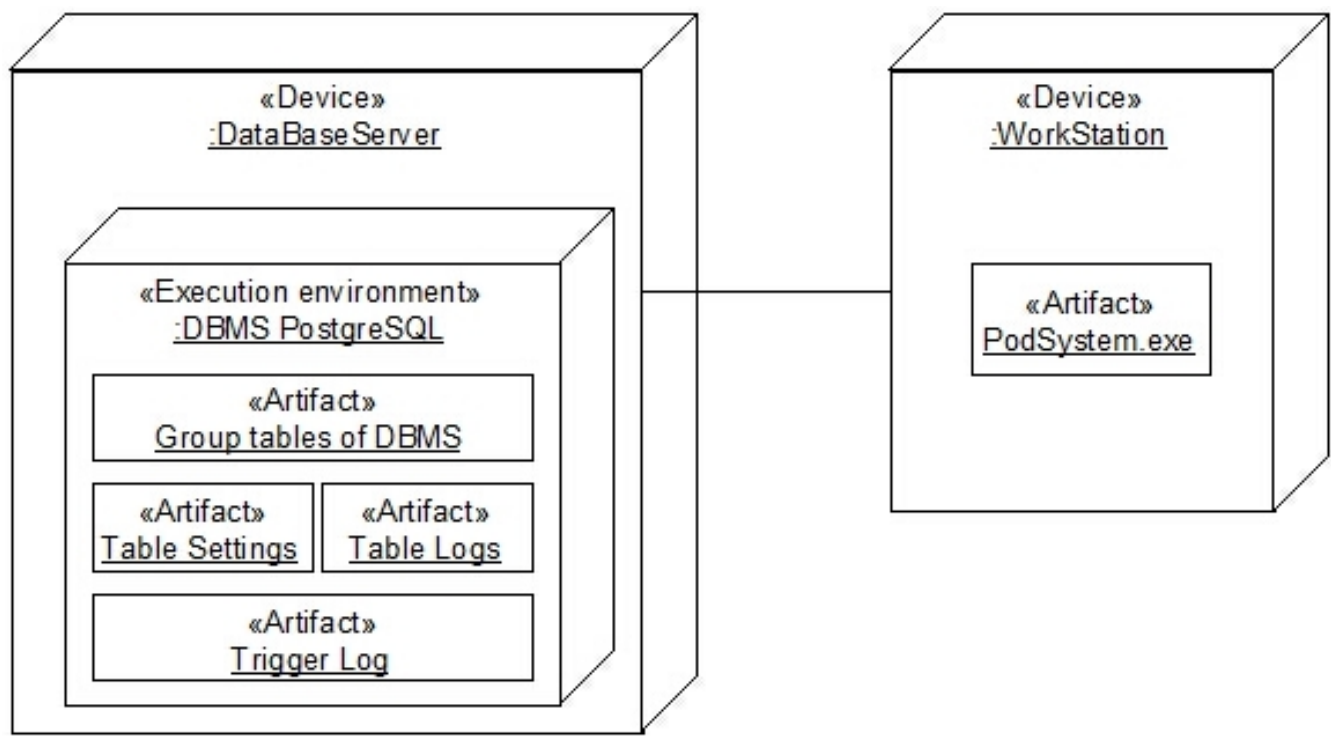 «Device»
:DataBaseServer
«Execution environment»
:DBMS PostgreSQL
«Artifact»
Group tables of DBMS
«Artifact»
Table Settings
«Artifact»
Table Logs
«Artifact»
Trigger Log
«Device»
:WorkStation
«Artifact»
PodSystem.exe